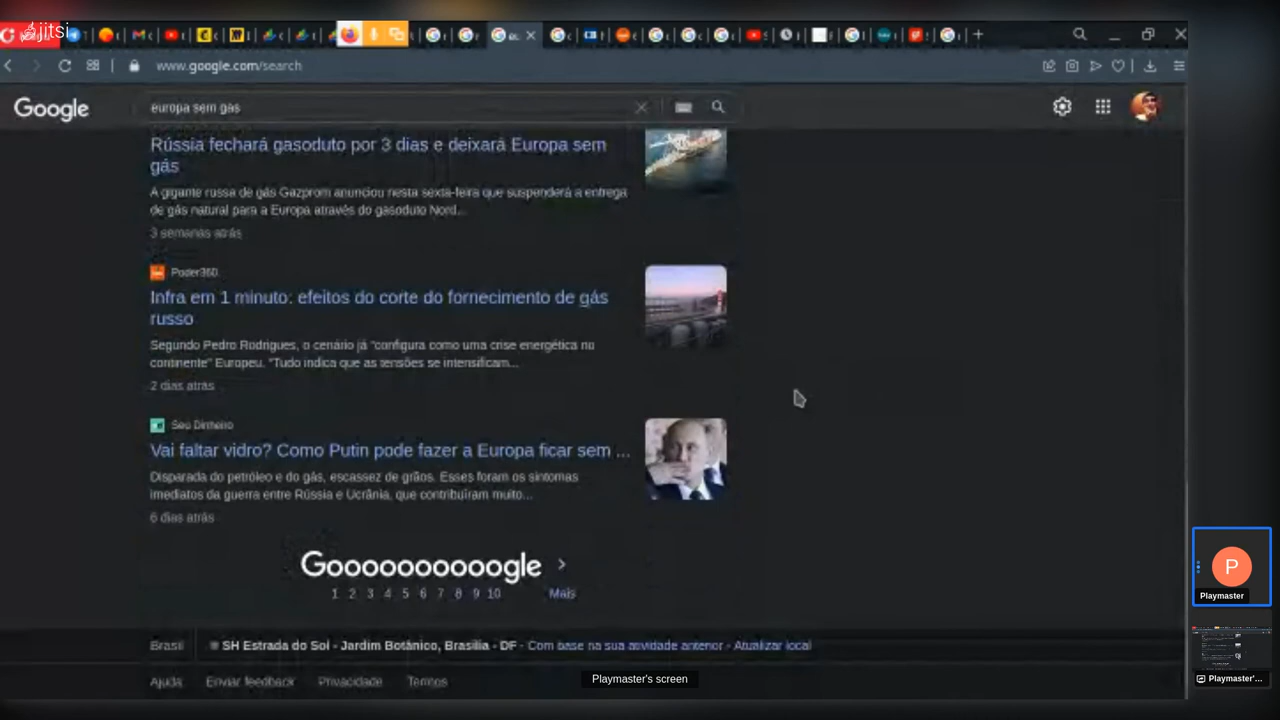 jitsi
www.google.com/search
Google
europa sem gás
Rússia fechará gasoduto por 3 dias e deixará Europa sem
gás
A gigante russa de gás Gazprom anunciou nesta sexta-feira que suspenderá a entrega
de gás natural para a Europa através do gasoduto Nord...
3 semanas atrás
Poder360
Infra em 1 minuto: efeitos do corte do fornecimento de gás
russo
Segundo Pedro Rodrigues, o cenário já "configura como uma crise energética no
continente" Europeu. "Tudo indica que as tensões se intensificam...
2 dias atrás
Seu Dinheiro
Vai faltar vidro? Como Putin pode fazer a Europa ficar sem ...
Disparada do petróleo e do gás, escassez de grãos. Esses foram os sintomas
imediatos da guerra entre Rússia e Ucrânia, que contribuíram muito...
6 dias atrás
Goooooooooogle >
1 2 3 4 5 6 7 8 9 10 Mais
Brasil SH Estrada do Sol - Jardim Botânico, Brasília - DF - Com base na sua atividade anterior - Atualizar local
Ajuda Enviar feedback Privacidade Termos
Playmaster's screen
P
Playmaster
Playmaster'...